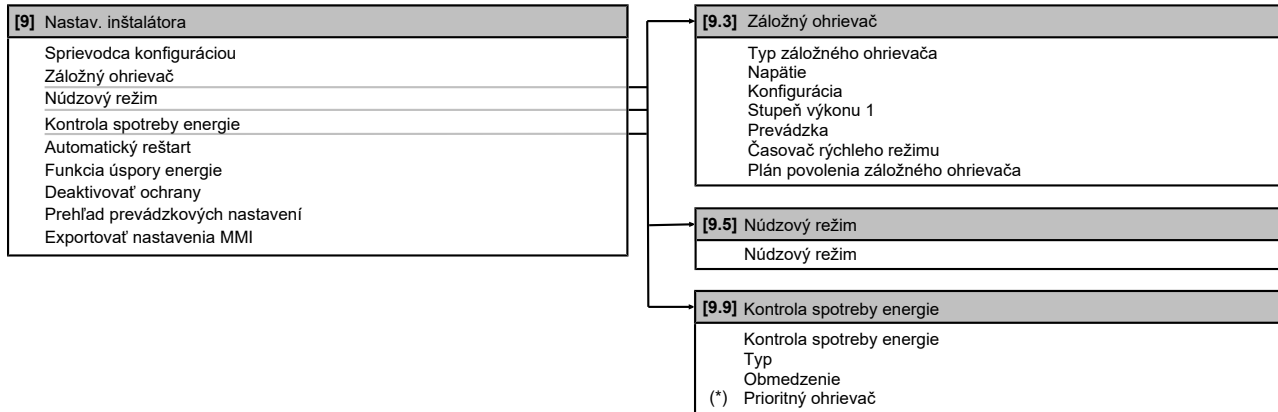 [9] Nastav. inštalátora
Sprievodca konfiguráciou
Záložný ohrievač
Núdzový režim
Kontrola spotreby energie
Automatický reštart
Funkcia úspory energie
Deaktivovať ochrany
Prehľad prevádzkových nastavení
Exportovať nastavenia MMI
[9.3] Záložný ohrievač
Typ záložného ohrievača
Napätie
Konfigurácia
Stupeň výkonu 1
Prevádzka
Časovač rýchleho režimu
Plán povolenia záložného ohrievača
[9.5] Núdzový režim
Núdzový režim
[9.9] Kontrola spotreby energie
Kontrola spotreby energie
Typ
Obmedzenie
(*) Prioritný ohrievač